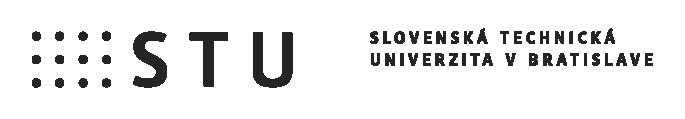 STU
SLOVENSKÁ TECHNICKÁ
UNIVERZITA V BRATISLAVE